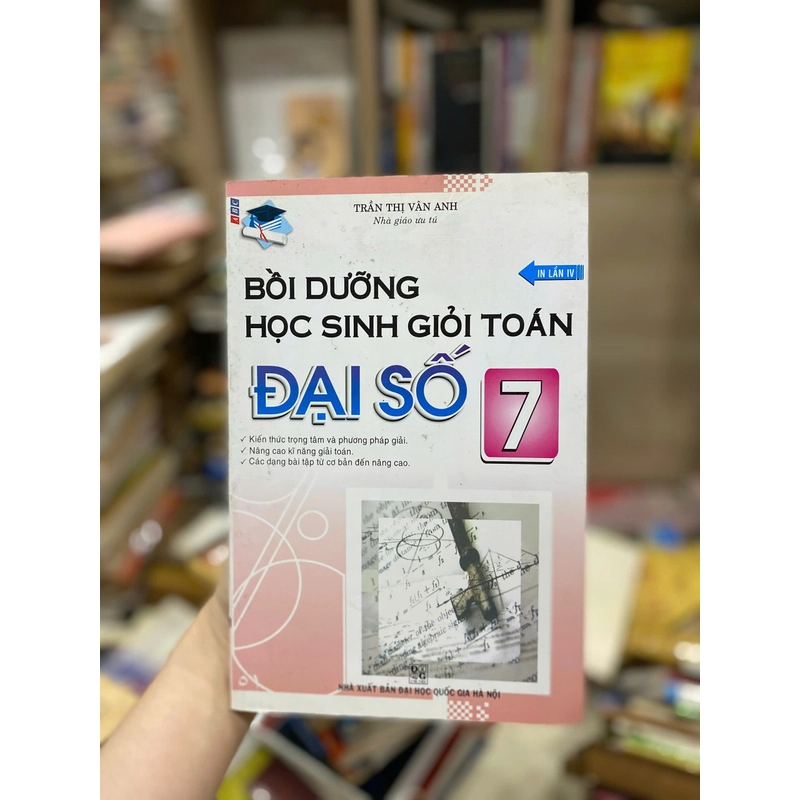 TRẦN THỊ VÂN ANH
Nhà giáo ưu tú
IN LẦN IV
BỒI DƯỠNG
HỌC SINH GIỎI TOÁN
ĐẠI SỐ 7
✓ Kiến thức trọng tâm và phương pháp giải.
✓ Nâng cao kĩ năng giải toán.
✓ Các dạng bài tập từ cơ bản đến nâng cao.
NHÀ XUẤT BẢN ĐẠI HỌC QUỐC GIA HÀ NỘI